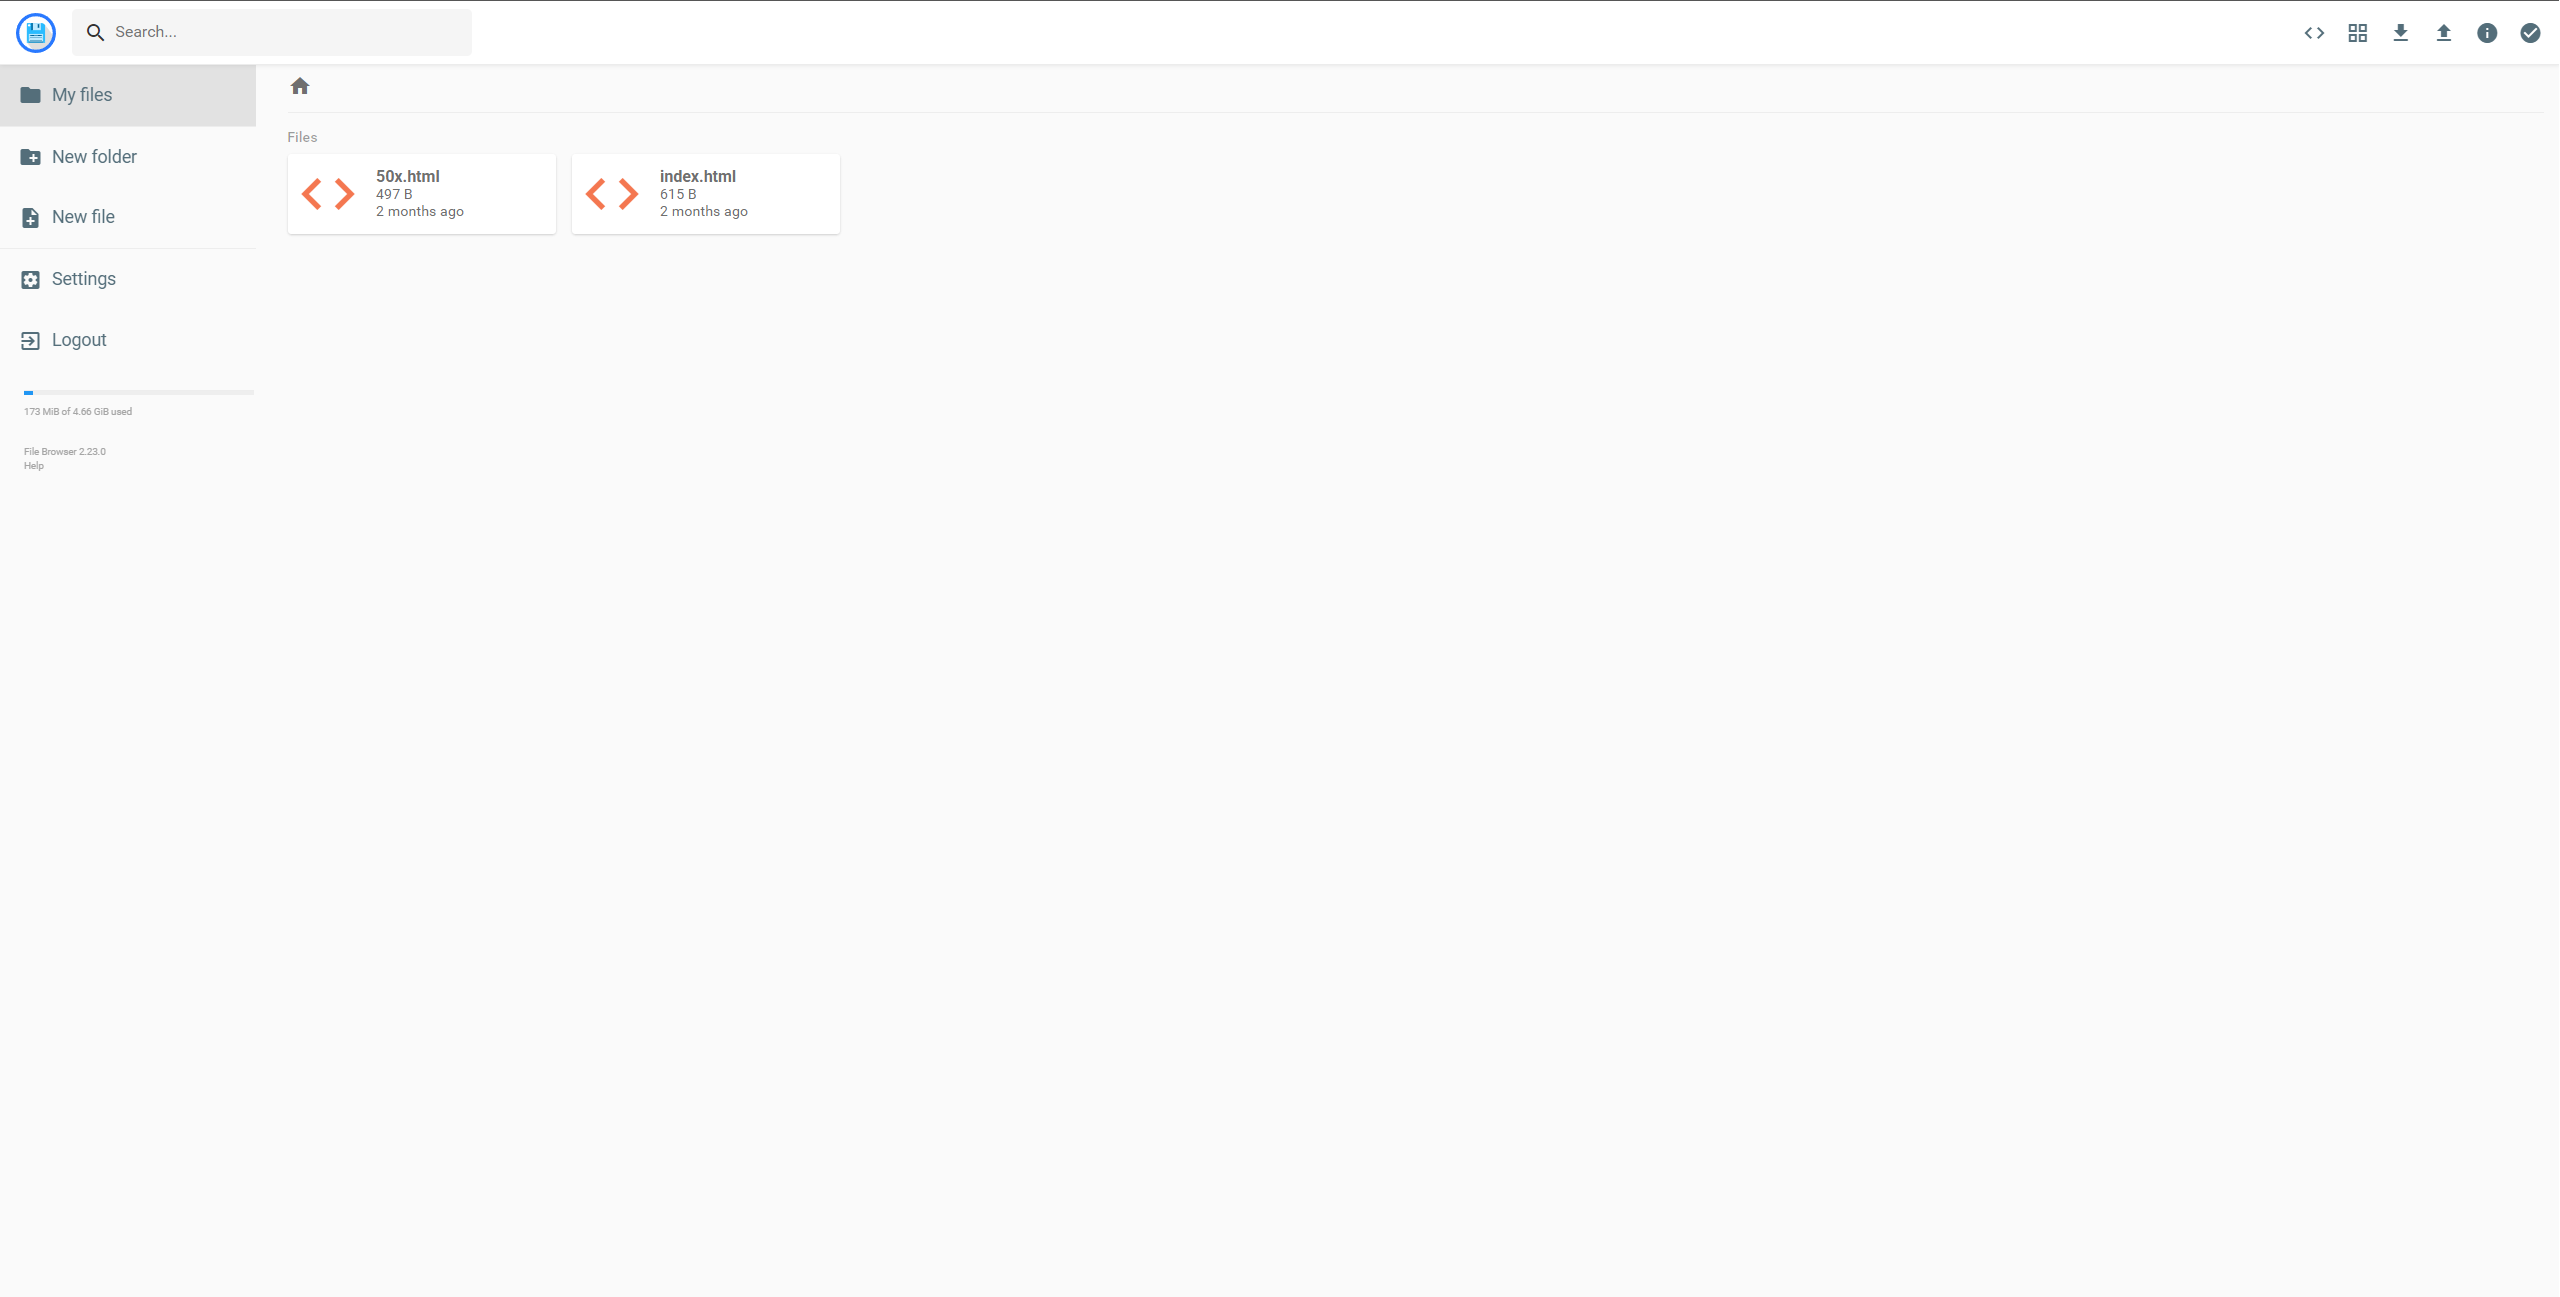 Search...
My files
New folder
New file
Settings
Logout
173 MiB of 4.66 GiB used
File Browser 2.23.0
Help
Files
50x.html
497 B
2 months ago
index.html
615 B
2 months ago